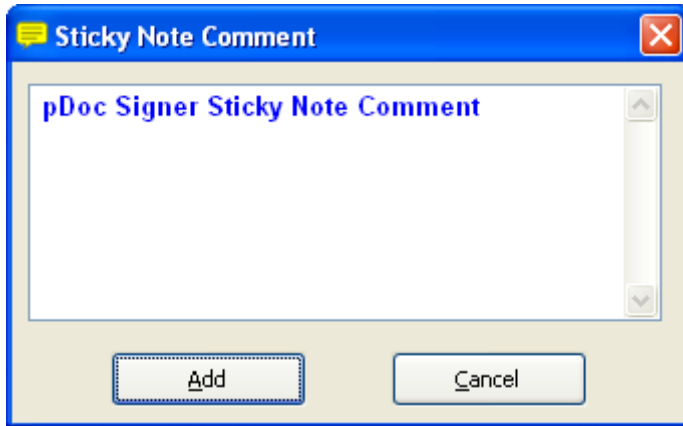 Sticky Note Comment
pDoc Signer Sticky Note Comment
Add
Cancel